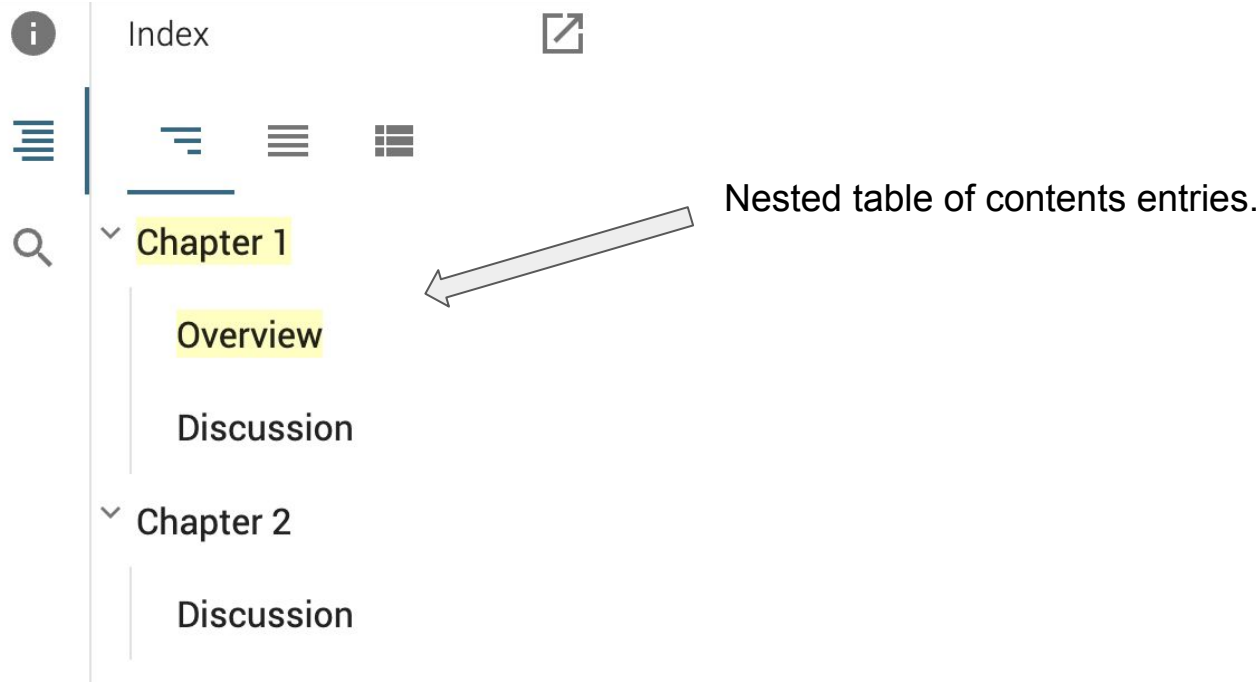 Index
Nested table of contents entries.
Chapter 1
Overview
Discussion
Chapter 2
Discussion